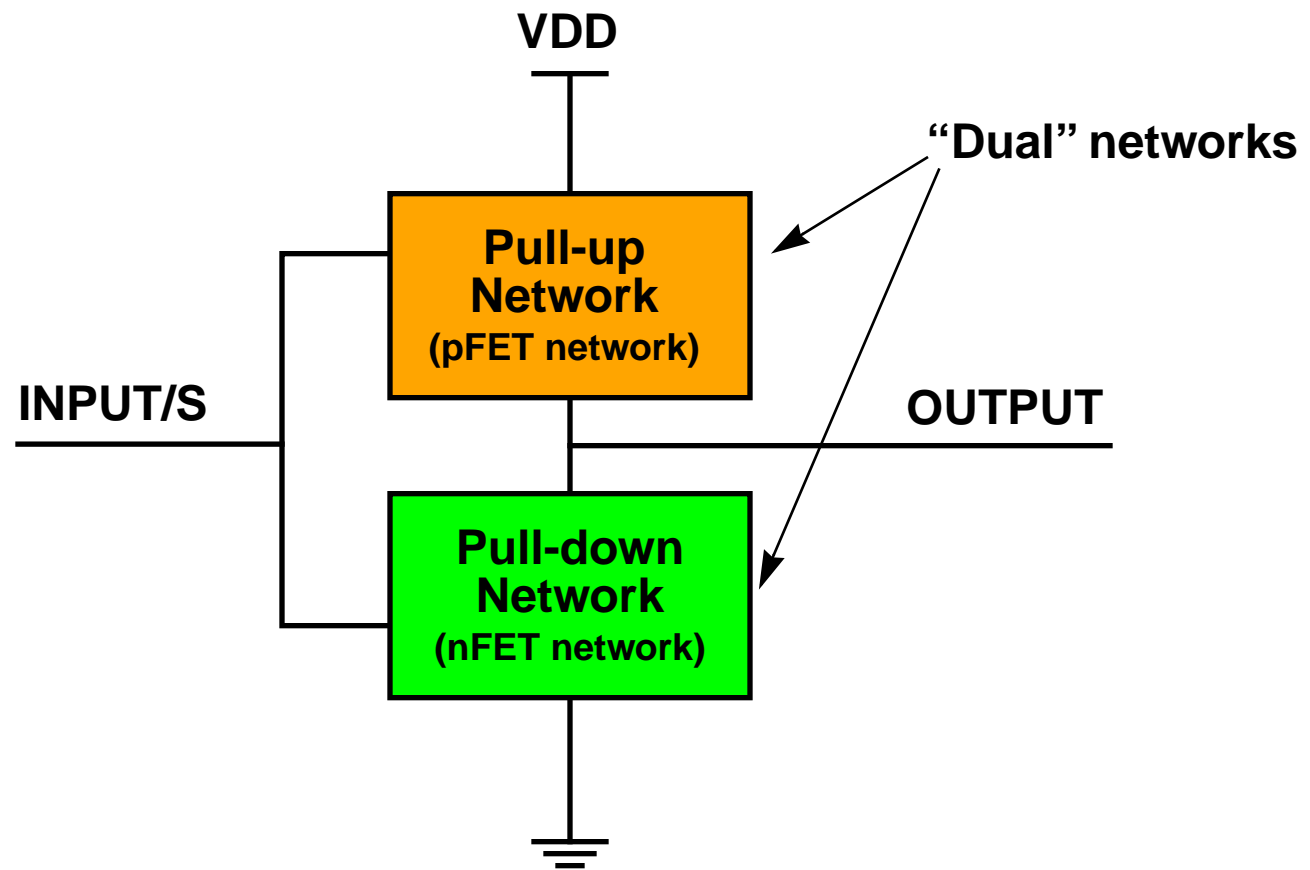 VDD
“Dual” networks
Pull-up
Network
(pFET network)
INPUT/S
OUTPUT
Pull-down
Network
(nFET network)